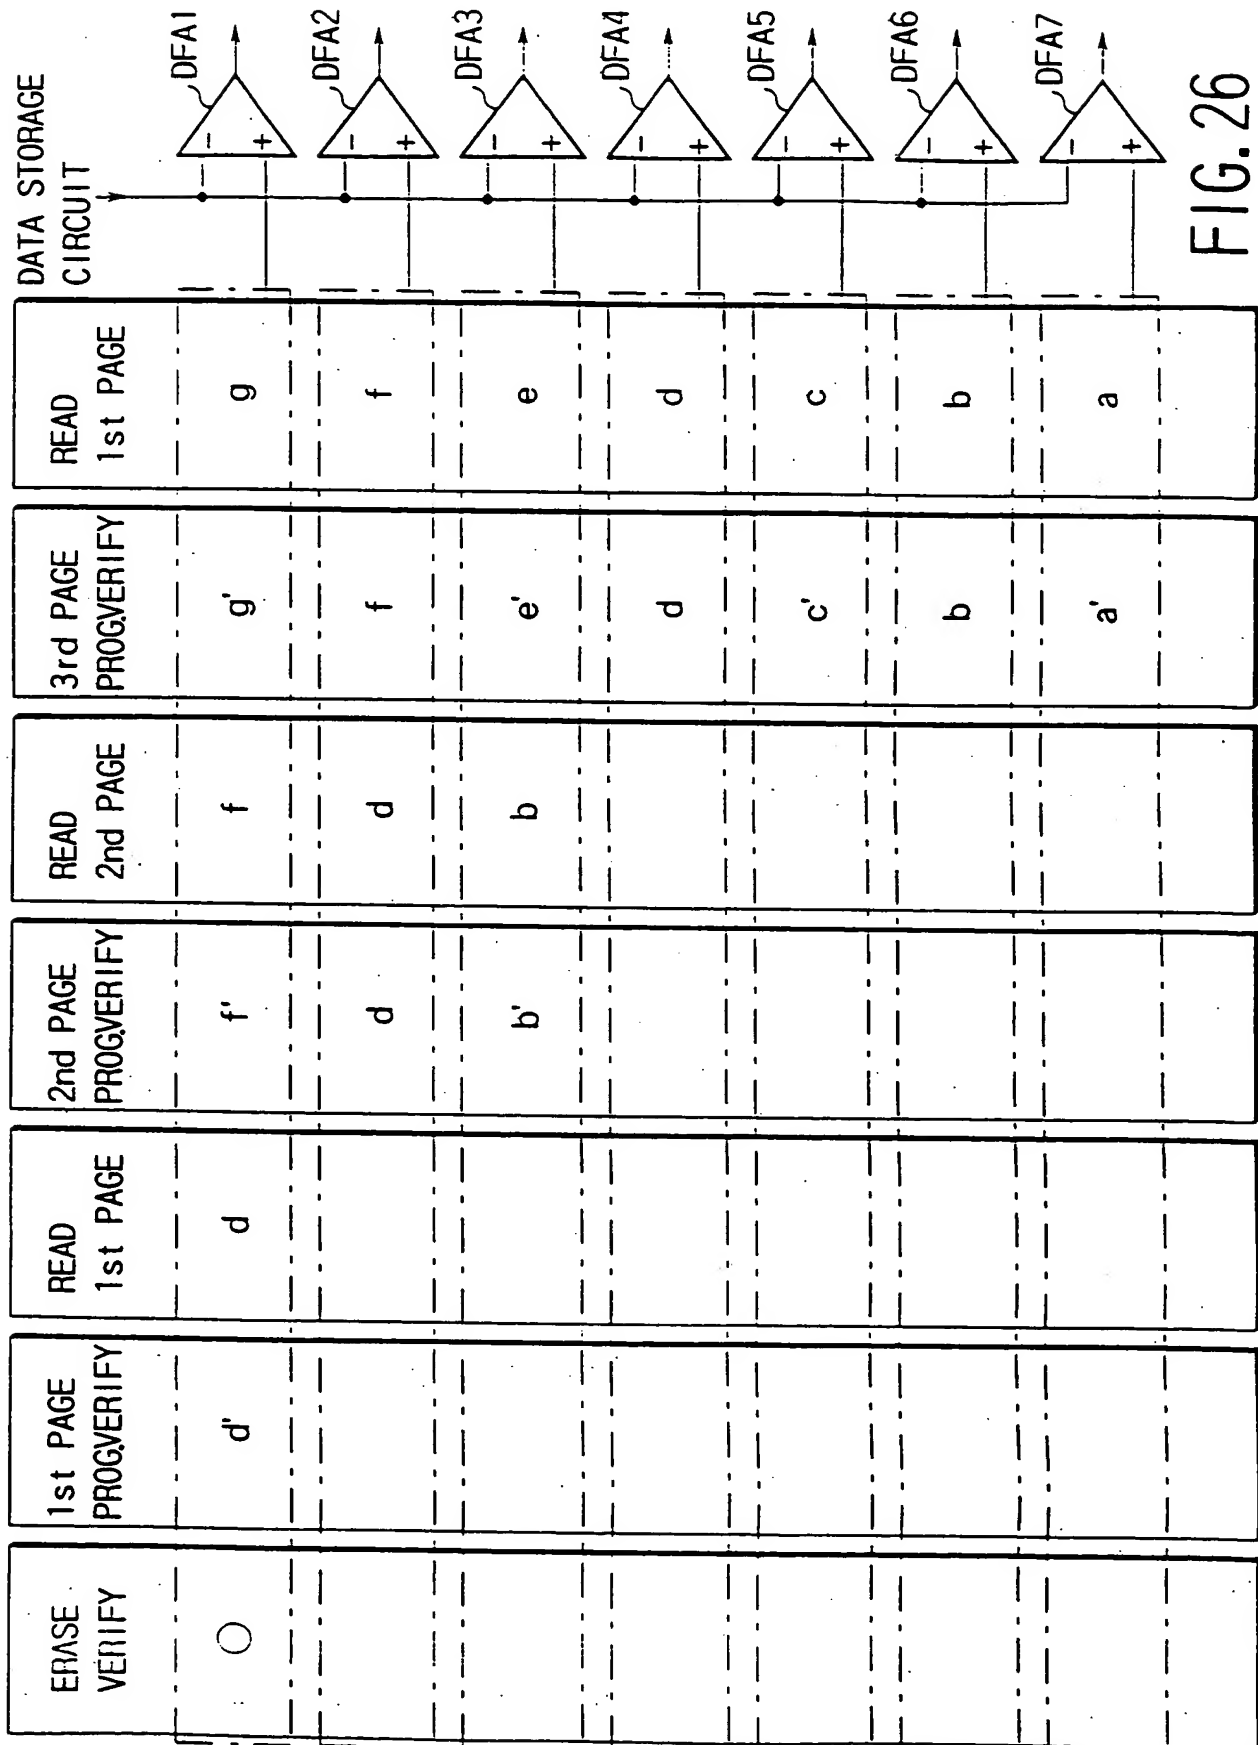 ERASE
VERIFY
1st PAGE
PROG.VERIFY
READ
1st PAGE
2nd PAGE
PROG.VERIFY
READ
2nd PAGE
3rd PAGE
PROG.VERIFY
READ
1st PAGE
DATA STORAGE
CIRCUIT
0 d' d f' f g' g - + DFA1
d d f f - + DFA2
b' b e' e - + DFA3
d d - + DFA4
c' c - + DFA5
b b - + DFA6
a' a - + DFA7
FIG. 26